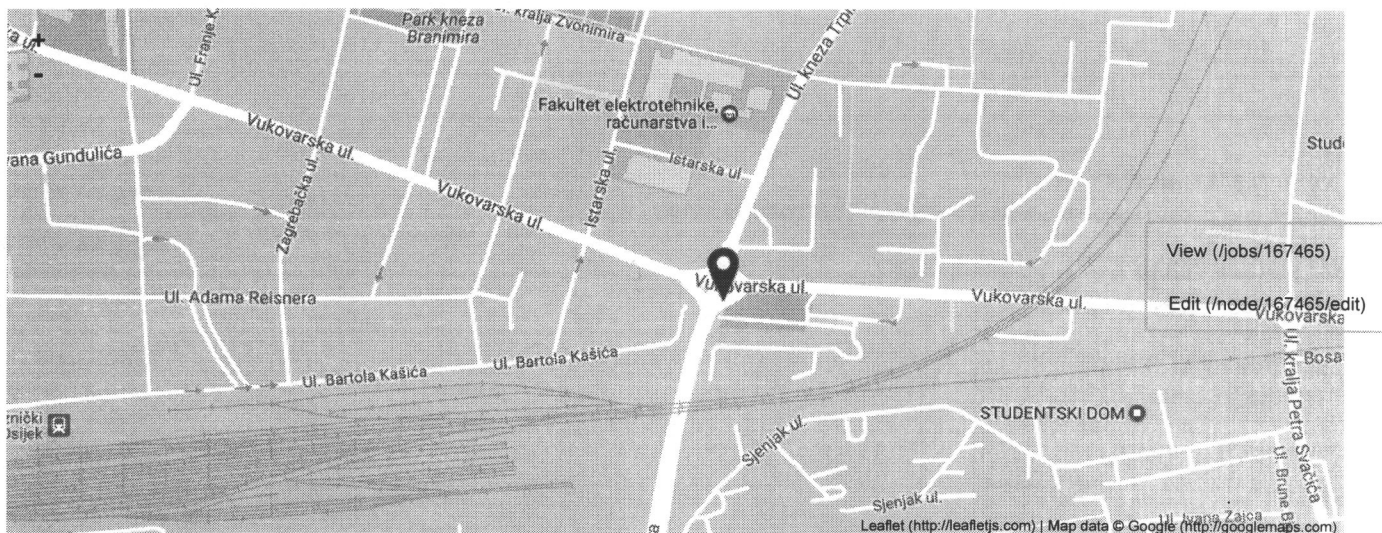 Park kneza
Branimira
kralja Zvonimira
Ul. kneza Trpi
ka ul.
+
-
Ul. Franje K.
Fakultet elektrotehnike,
računarstva i...
Vukovarska ul.
vana Gundulića
Istarska ul
Stud
Zagrebačka ul.
Vukovarska ul.
Istarska ul.
View (/jobs/167465)
Vukovarska ul.
Ul. Adama Reisnera
Vukovarska ul.
Edit (/node/167465/edit)
Vukovarska
Ul. Bartola Kašića
Ul. Bartola Kašića
Bosa
Ul. kralja Petra Svačića
znički
Osijek
STUDENTSKI DOM
Sjenjak ul.
Sjenjak ul.
Ul. Brune B
Ul. Ivana Zajca
Leaflet (http://leafletjs.com) | Map data © Google (http://googlemaps.com)